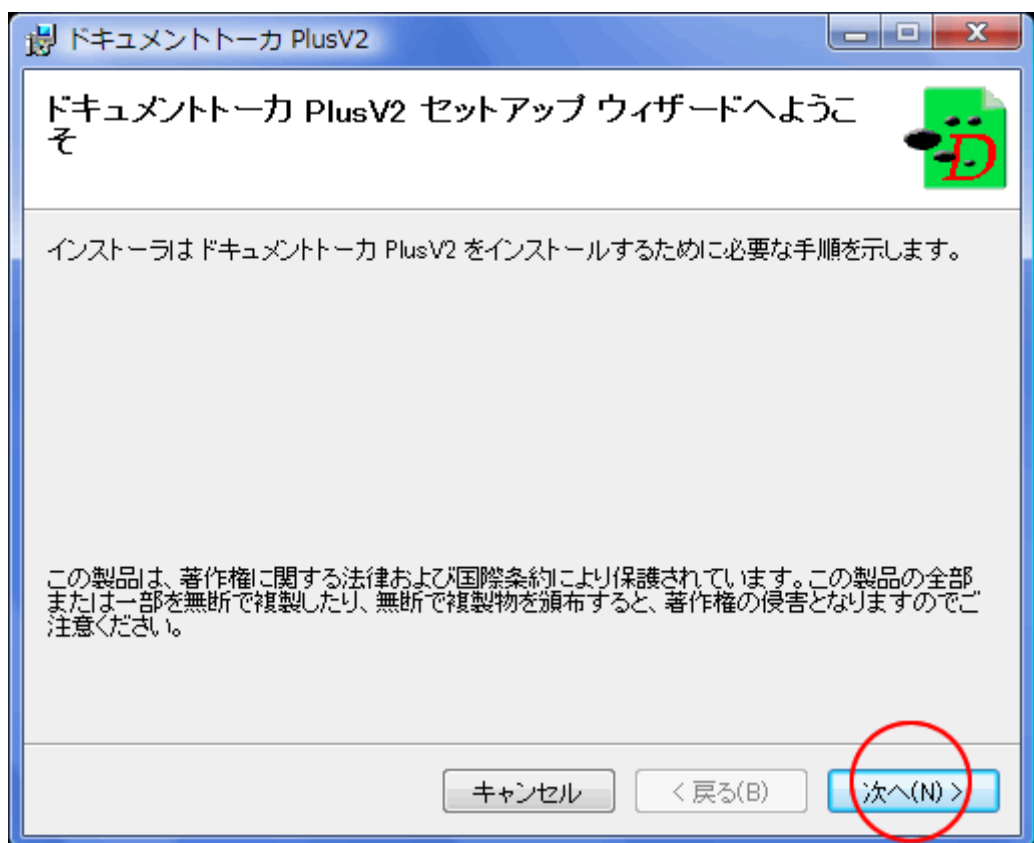 ドキュメントトーカ PlusV2
ドキュメントトーカ PlusV2 セットアップ ウィザードへようこ
そ
D
インストーラは ドキュメントトーカ PlusV2 をインストールするために必要な手順を示します。
この製品は、著作権に関する法律および国際条約により保護されています。この製品の全部
または一部を無断で複製したり、無断で複製物を頒布すると、著作権の侵害となりますのでご
注意ください。
キャンセル
< 戻る(B)
次へ(N) >